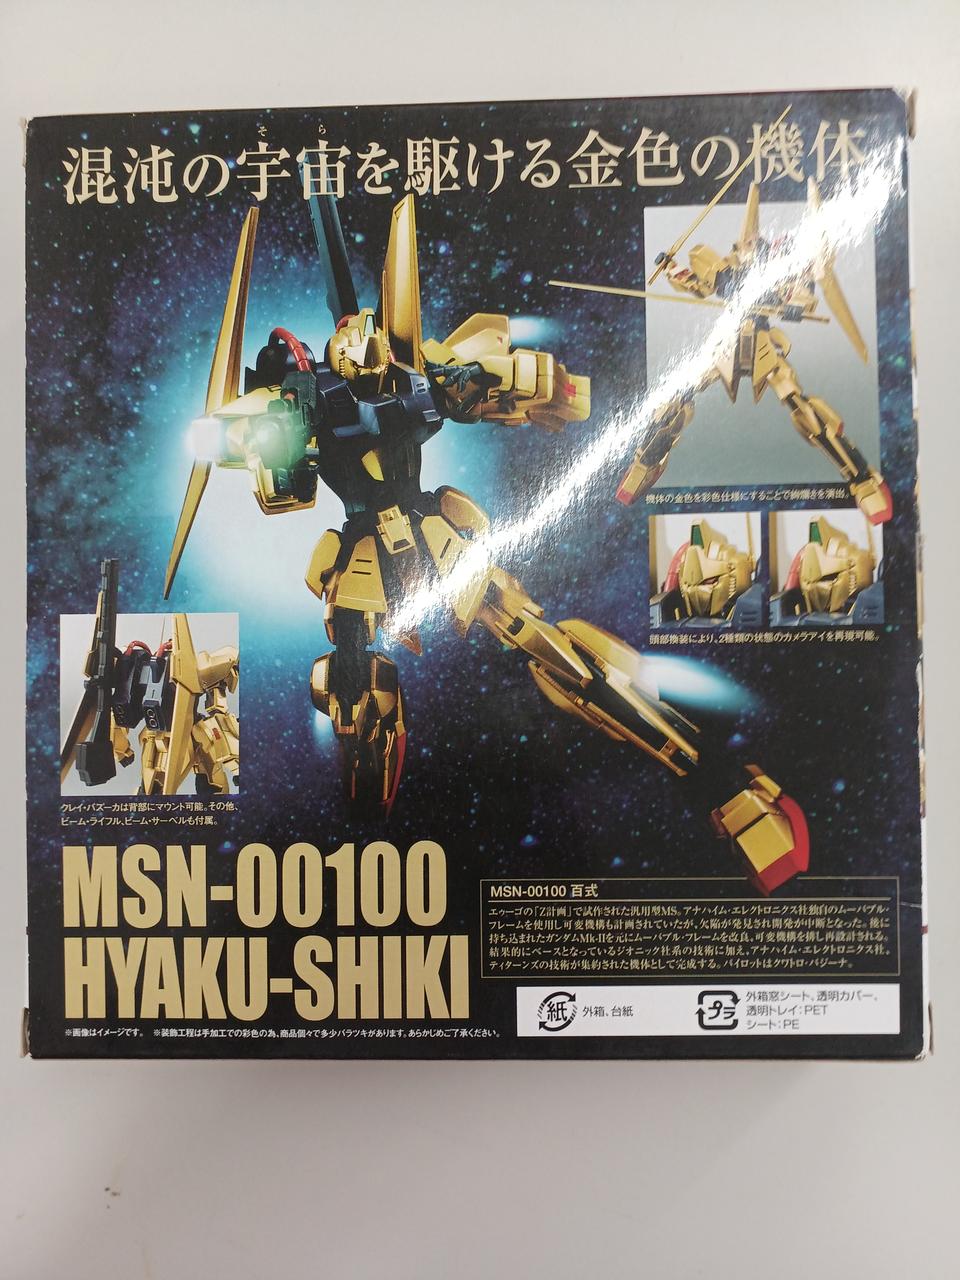 そら
混沌の宇宙を駆ける金色の機体
機体の金色を彩色仕様にすることで絢爛さを演出。
頭部換装により、2種類の状態のカメラアイを再現可能。
クレイ・バズーカは背部にマウント可能。その他、
ビーム・ライフル、ビーム・サーベルも付属。
MSN-00100
HYAKU-SHIKI
MSN-00100 百式
エゥーゴの「Z計画」で試作された汎用型MS。アナハイム・エレクトロニクス社独自のムーバブル・
フレームを使用し可変機構も計画されていたが、欠陥が発見され開発が中断となった。後に
持ち込まれたガンダムMk-IIを元にムーバブル・フレームを改良、可変機構を排し再設計される。
結果的にベースとなっているジオニック社系の技術に加え、アナハイム・エレクトロニクス社、
ティターンズの技術が集約された機体として完成する。パイロットはクワトロ・バジーナ。
紙
外箱、台紙
プラ
外箱窓シート、透明カバー、
透明トレイ:PET
シート:PE
※画像はイメージです。 ※装飾工程は手加工での彩色の為、商品個々で多少バラツキがあります。あらかじめご了承ください。